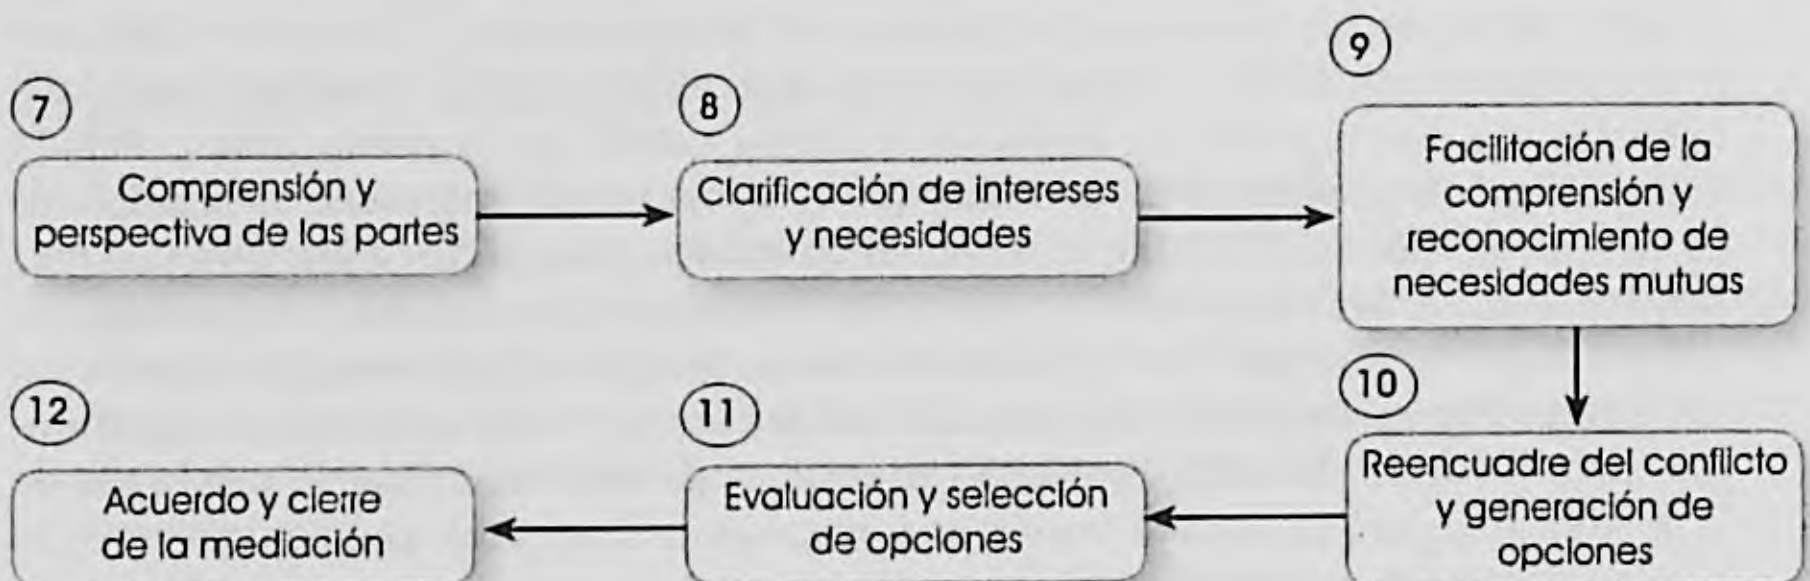 7
Comprensión y
perspectiva de las partes
8
Clarificación de intereses
y necesidades
9
Facilitación de la
comprensión y
reconocimiento de
necesidades mutuas
10
Reencuadre del conflicto
y generación de
opciones
11
Evaluación y selección
de opciones
12
Acuerdo y cierre
de la mediación